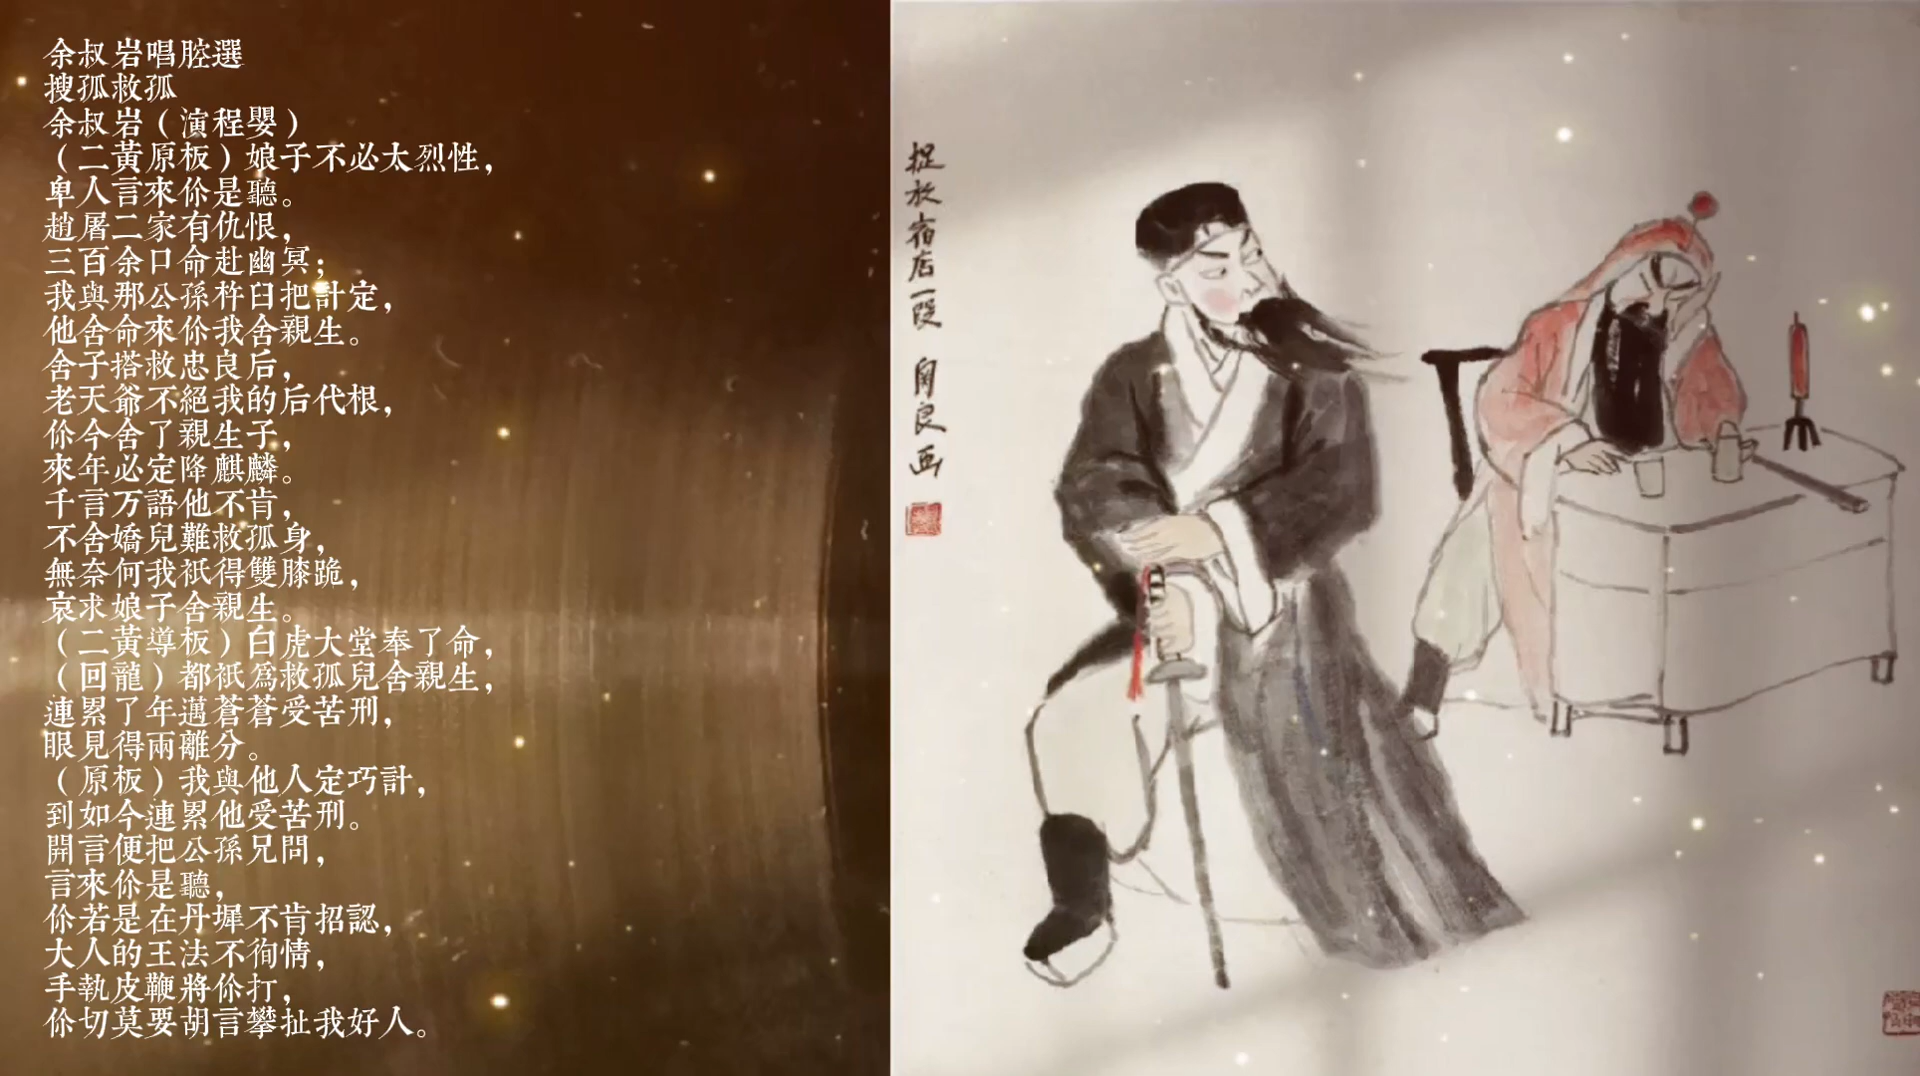 余叔岩唱腔選
搜孤救孤
余叔岩（演程嬰）
（二黃原板）娘子不必太烈性，
卑人言來你是聽。
趙屠二家有仇恨，
三百余口命赴幽冥；
我與那公孫杵臼把計定，
他舍命來你我舍親生。
舍子搭救忠良后，
老天爺不絕我的后代根，
你今舍了親生子，
來年必定降麒麟。
千言万語他不肯，
不舍嬌兒難救孤身，
無奈何我衹得雙膝跪，
哀求娘子舍親生。
（二黃導板）白虎大堂奉了命，
（回龍）都衹為救孤兒舍親生，
連累了年邁蒼蒼受苦刑，
眼見得兩離分。
（原板）我與他人定巧計，
到如今連累他受苦刑。
開言便把公孫兄問，
言來你是聽，
你若是在丹墀不肯招認，
大人的王法不徇情，
手執皮鞭將你打，
你切莫要胡言攀扯我好人。
捉放宿店一段 自良画